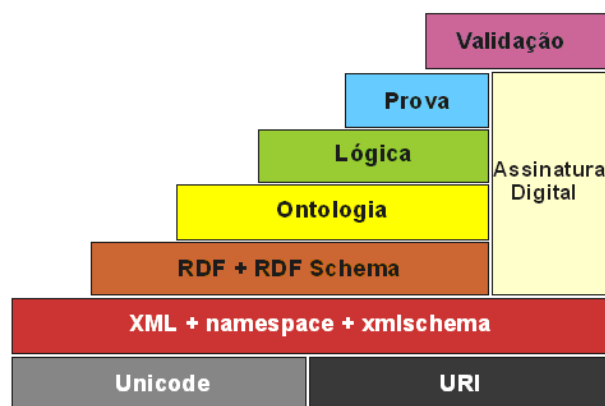 Validação
Prova
Lógica
Assinatura
Digital
Ontologia
RDF + RDF Schema
XML + namespace + xmlschema
Unicode
URI